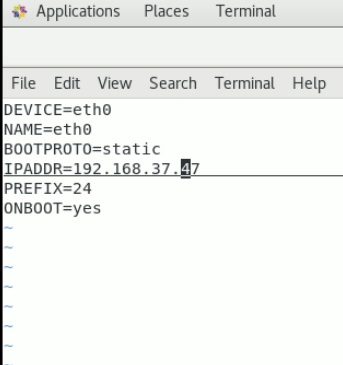 Applications Places Terminal
File Edit View Search Terminal Help
DEVICE=eth0
NAME=eth0
BOOTPROTO=static
IPADDR=192.168.37.47
PREFIX=24
ONBOOT=yes
~
~
~
~
~
~
~
~